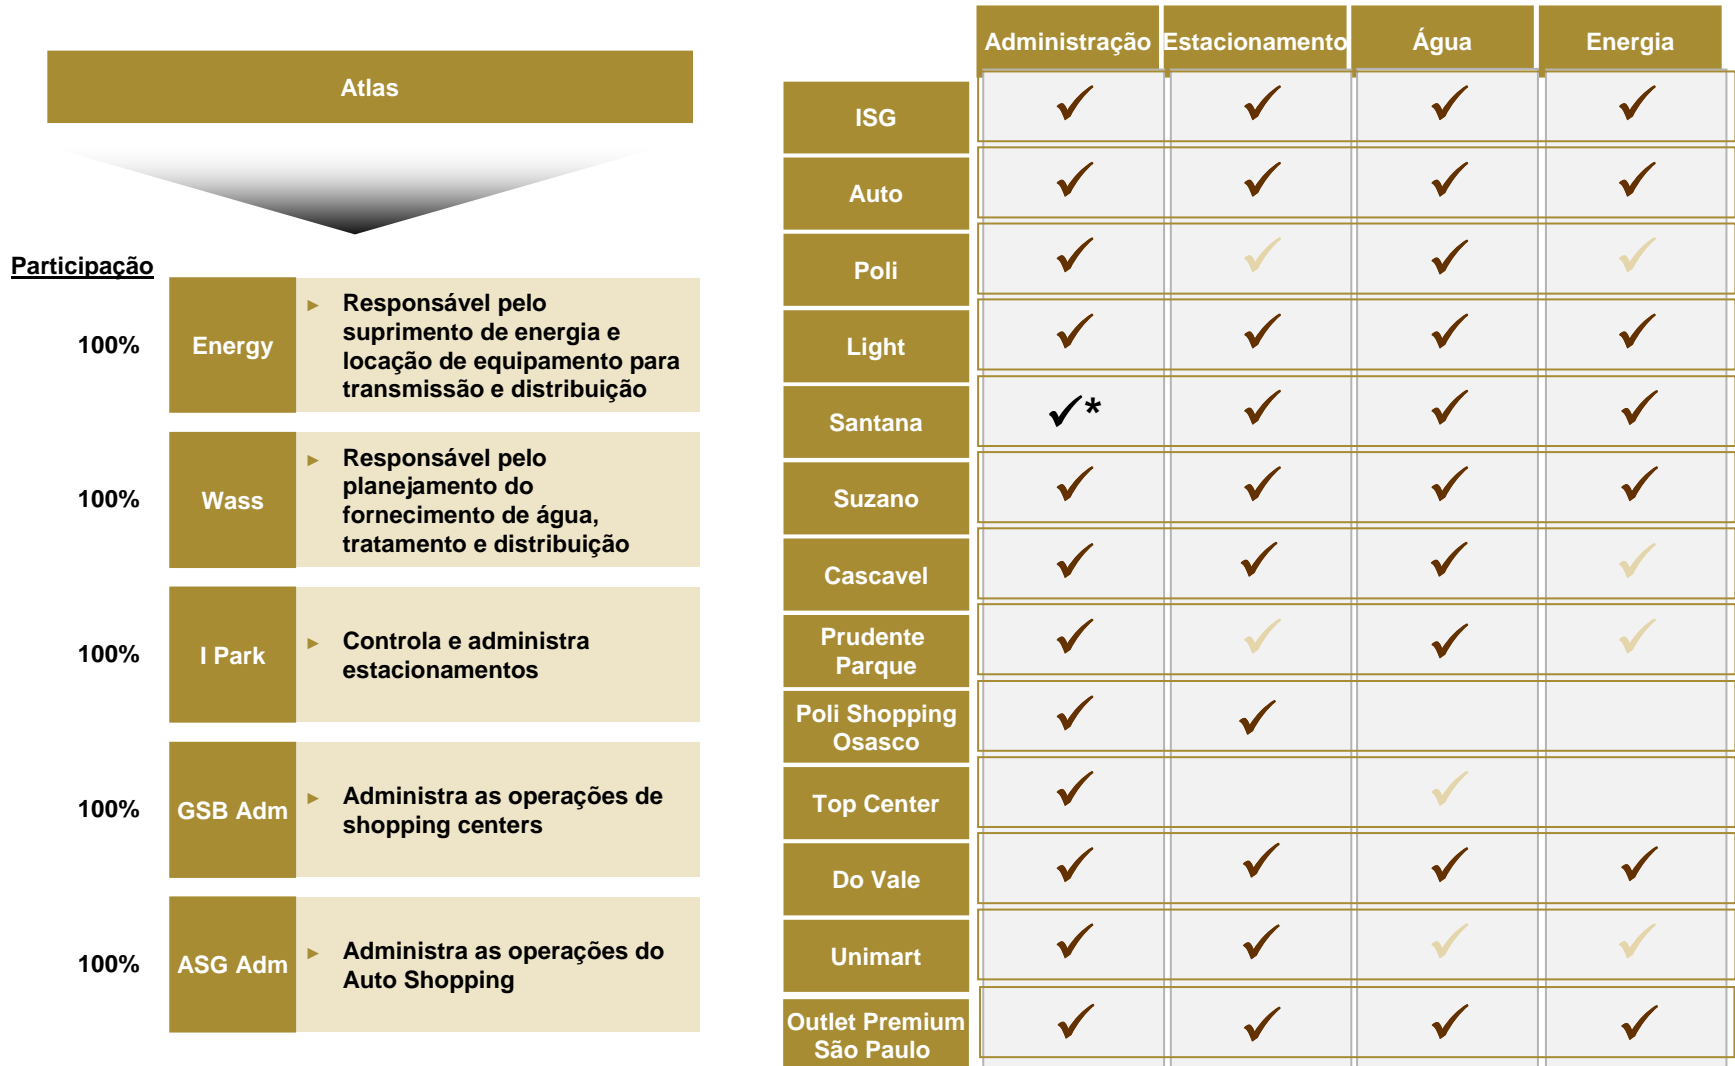 Atlas
Participação
100%
Energy
► Responsável pelo
suprimento de energia e
locação de equipamento para
transmissão e distribuição
100%
Wass
► Responsável pelo
planejamento do
fornecimento de água,
tratamento e distribuição
100%
I Park
► Controla e administra
estacionamentos
100%
GSB Adm
► Administra as operações de
shopping centers
100%
ASG Adm
► Administra as operações do
Auto Shopping
Administração Estacionamento Água Energia
ISG ✓ ✓ ✓ ✓
Auto ✓ ✓ ✓ ✓
Poli ✓ ✓ ✓ ✓
Light ✓ ✓ ✓ ✓
Santana ✓* ✓ ✓ ✓
Suzano ✓ ✓ ✓ ✓
Cascavel ✓ ✓ ✓ ✓
Prudente
Parque ✓ ✓ ✓ ✓
Poli Shopping
Osasco ✓ ✓
Top Center ✓ ✓
Do Vale ✓ ✓ ✓ ✓
Unimart ✓ ✓ ✓ ✓
Outlet Premium
São Paulo ✓ ✓ ✓ ✓